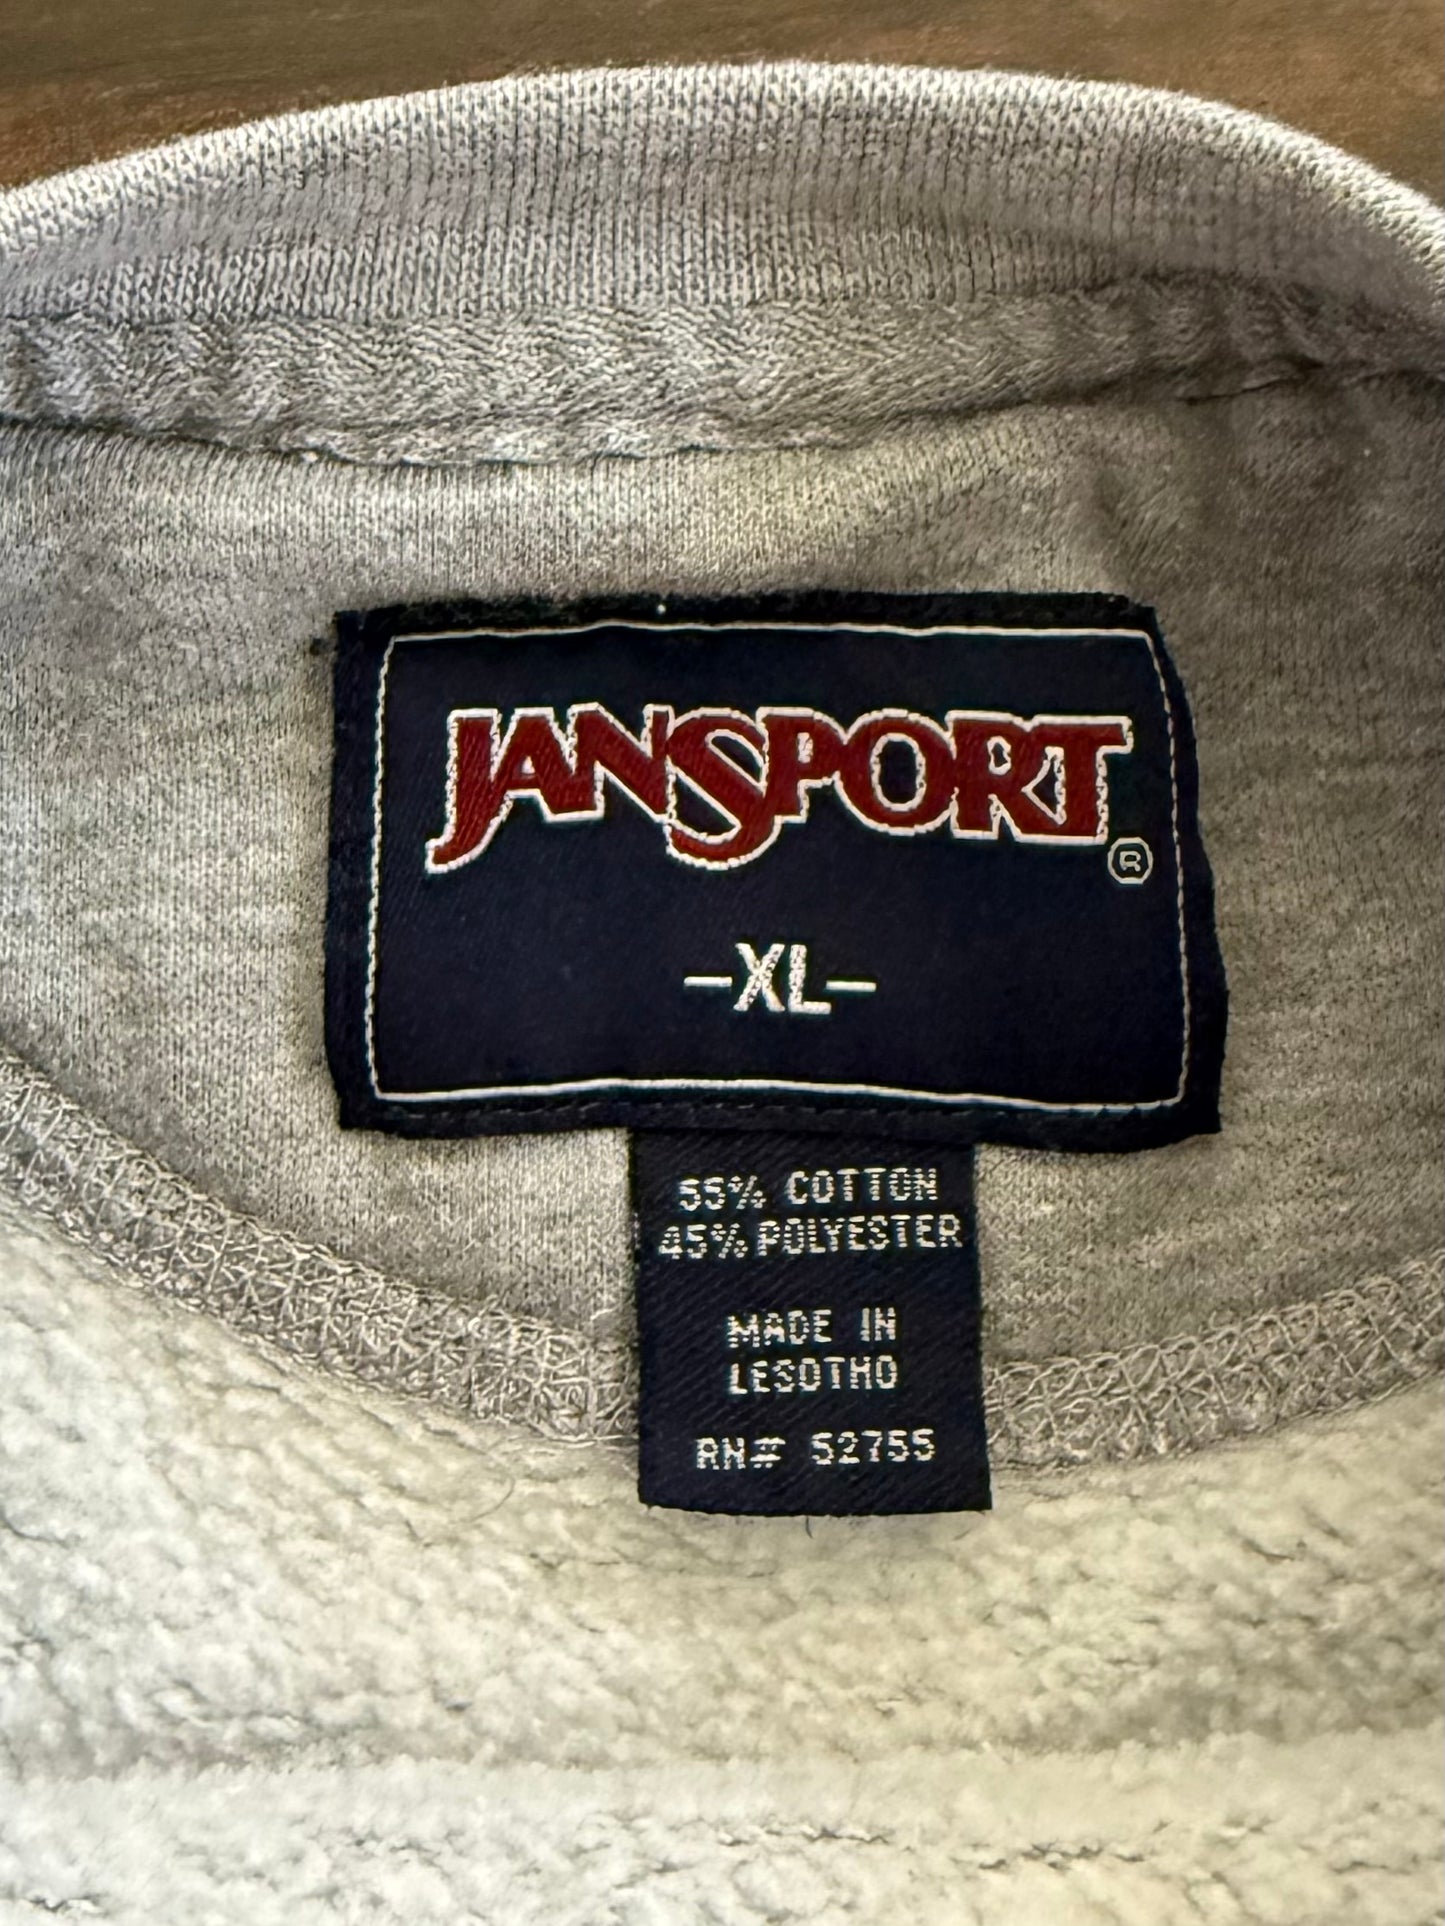 JANSPORT
®
-XL-
55% COTTON
45% POLYESTER
MADE IN
LESOTHO
RN# 52755